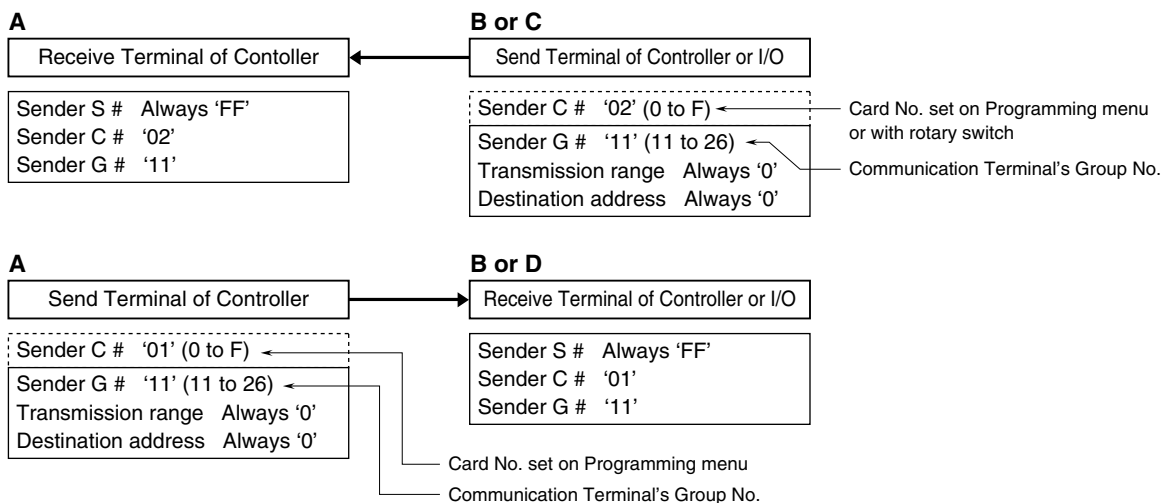 A
Receive Terminal of Contoller
Sender S # Always ‘FF’
Sender C # ‘02’
Sender G # ‘11’
B or C
Send Terminal of Controller or I/O
Sender C # ‘02’ (0 to F)
Sender G # ‘11’ (11 to 26)
Transmission range Always ‘0’
Destination address Always ‘0’
Card No. set on Programming menu
or with rotary switch
Communication Terminal’s Group No.
A
Send Terminal of Controller
Sender C # ‘01’ (0 to F)
Sender G # ‘11’ (11 to 26)
Transmission range Always ‘0’
Destination address Always ‘0’
B or D
Receive Terminal of Controller or I/O
Sender S # Always ‘FF’
Sender C # ‘01’
Sender G # ‘11’
Card No. set on Programming menu
Communication Terminal’s Group No.